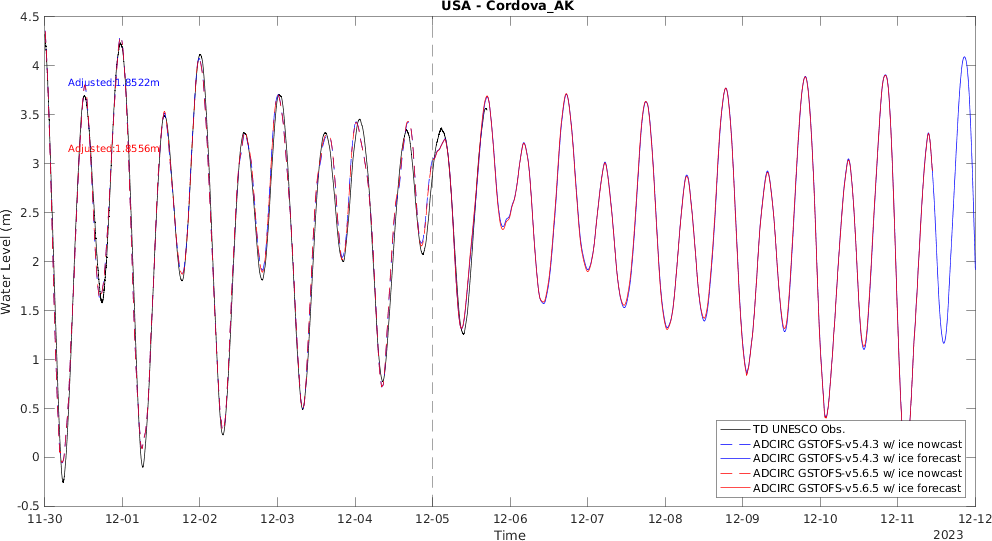 USA - Cordova_AK
4.5
4
3.5
3
2.5
2
1.5
1
0.5
0
-0.5
Water Level (m)
Adjusted:1.8522m
Adjusted:1.8556m
TD UNESCO Obs.
ADCIRC GSTOFS-v5.4.3 w/ ice nowcast
ADCIRC GSTOFS-v5.4.3 w/ ice forecast
ADCIRC GSTOFS-v5.6.5 w/ ice nowcast
ADCIRC GSTOFS-v5.6.5 w/ ice forecast
11-30 12-01 12-02 12-03 12-04 12-05 12-06 12-07 12-08 12-09 12-10 12-11 12-12
Time
2023